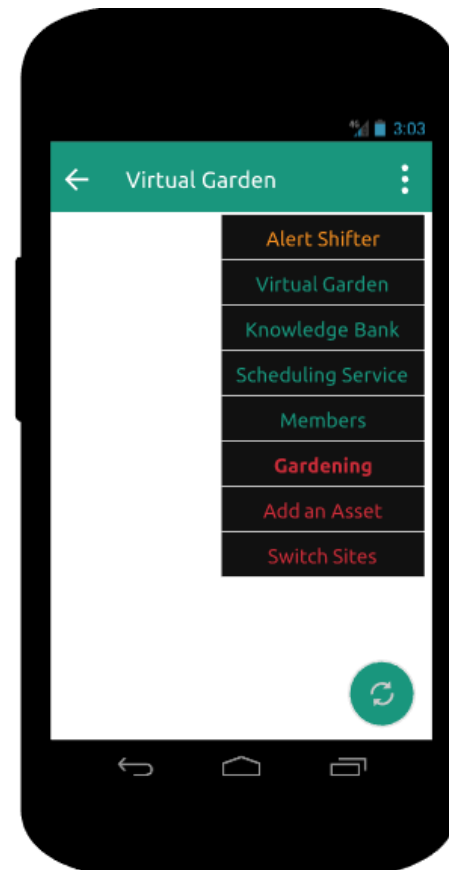 4G 3:03
Virtual Garden
Alert Shifter
Virtual Garden
Knowledge Bank
Scheduling Service
Members
Gardening
Add an Asset
Switch Sites